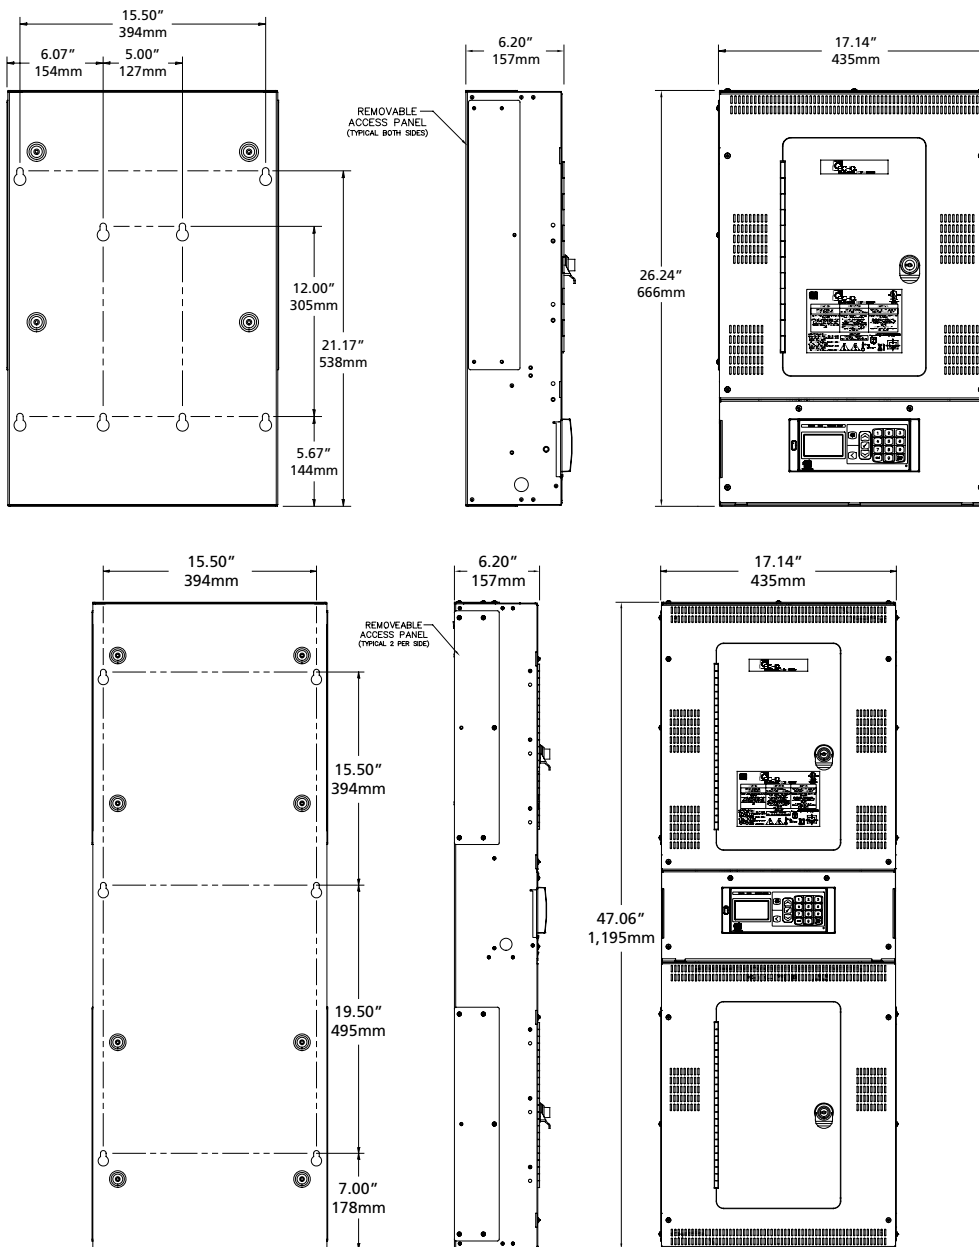 15.50”
394mm
6.07”
154mm
5.00”
127mm
6.20”
157mm
17.14”
435mm
REMOVABLE
ACCESS PANEL
(TYPICAL BOTH SIDES)
12.00”
305mm
21.17”
538mm
5.67”
144mm
26.24”
666mm
15.50”
394mm
6.20”
157mm
17.14”
435mm
REMOVEABLE
ACCESS PANEL
(TYPICAL 2 PER SIDE)
15.50”
394mm
19.50”
495mm
7.00”
178mm
47.06”
1,195mm